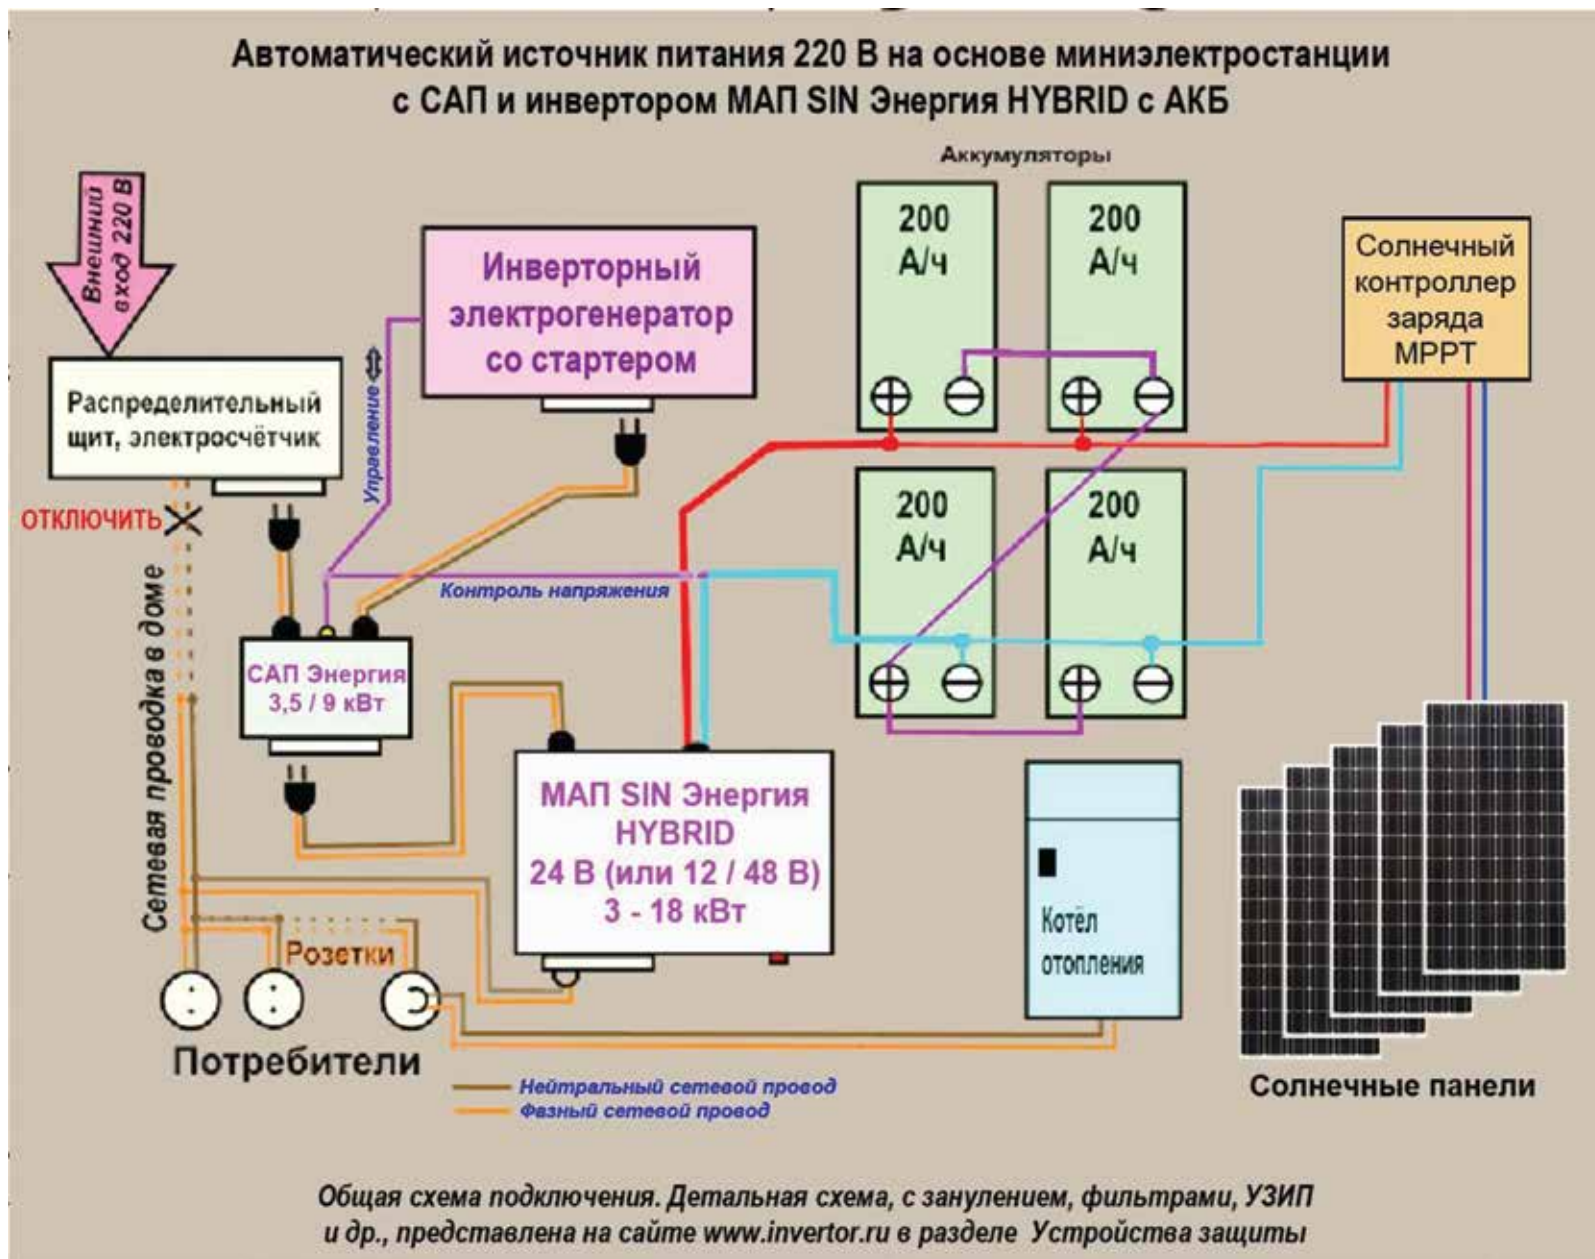 Автоматический источник питания 220 В на основе миниэлектростанции
с САП и инвертором МАП SIN Энергия HYBRID с АКБ
Аккумуляторы
Внешний
вход 220 В
Инверторный
электрогенератор
со стартером
200
А/ч
200
А/ч
Солнечный
контроллер
заряда
MPPT
Распределительный
щит, электросчётчик
Управление
ОТКЛЮЧИТЬ
200
А/ч
200
А/ч
Контроль напряжения
Сетевая проводка в доме
САП Энергия
3,5 / 9 кВт
МАП SIN Энергия
HYBRID
24 В (или 12 / 48 В)
3 - 18 кВт
Котёл
отопления
Розетки
Потребители
Солнечные панели
Нейтральный сетевой провод
Фазный сетевой провод
Общая схема подключения. Детальная схема, с занулением, фильтрами, УЗИП
и др., представлена на сайте www.invertor.ru в разделе Устройства защиты